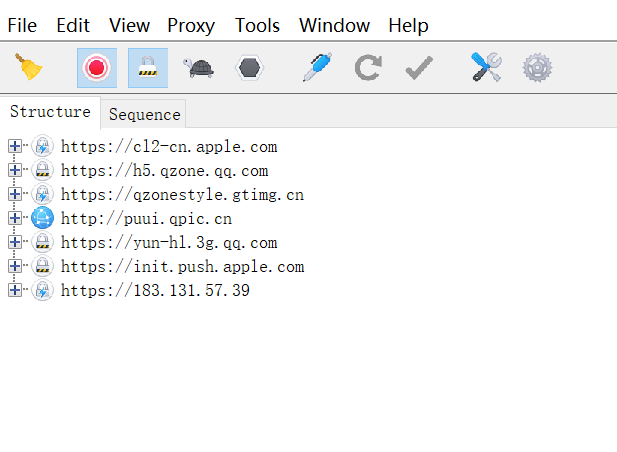 File Edit View Proxy Tools Window Help
Structure Sequence
https://cl2-cn.apple.com
https://h5.qzone.qq.com
https://qzonestyle.gtimg.cn
http://puui.qpic.cn
https://yun-hl.3g.qq.com
https://init.push.apple.com
https://183.131.57.39